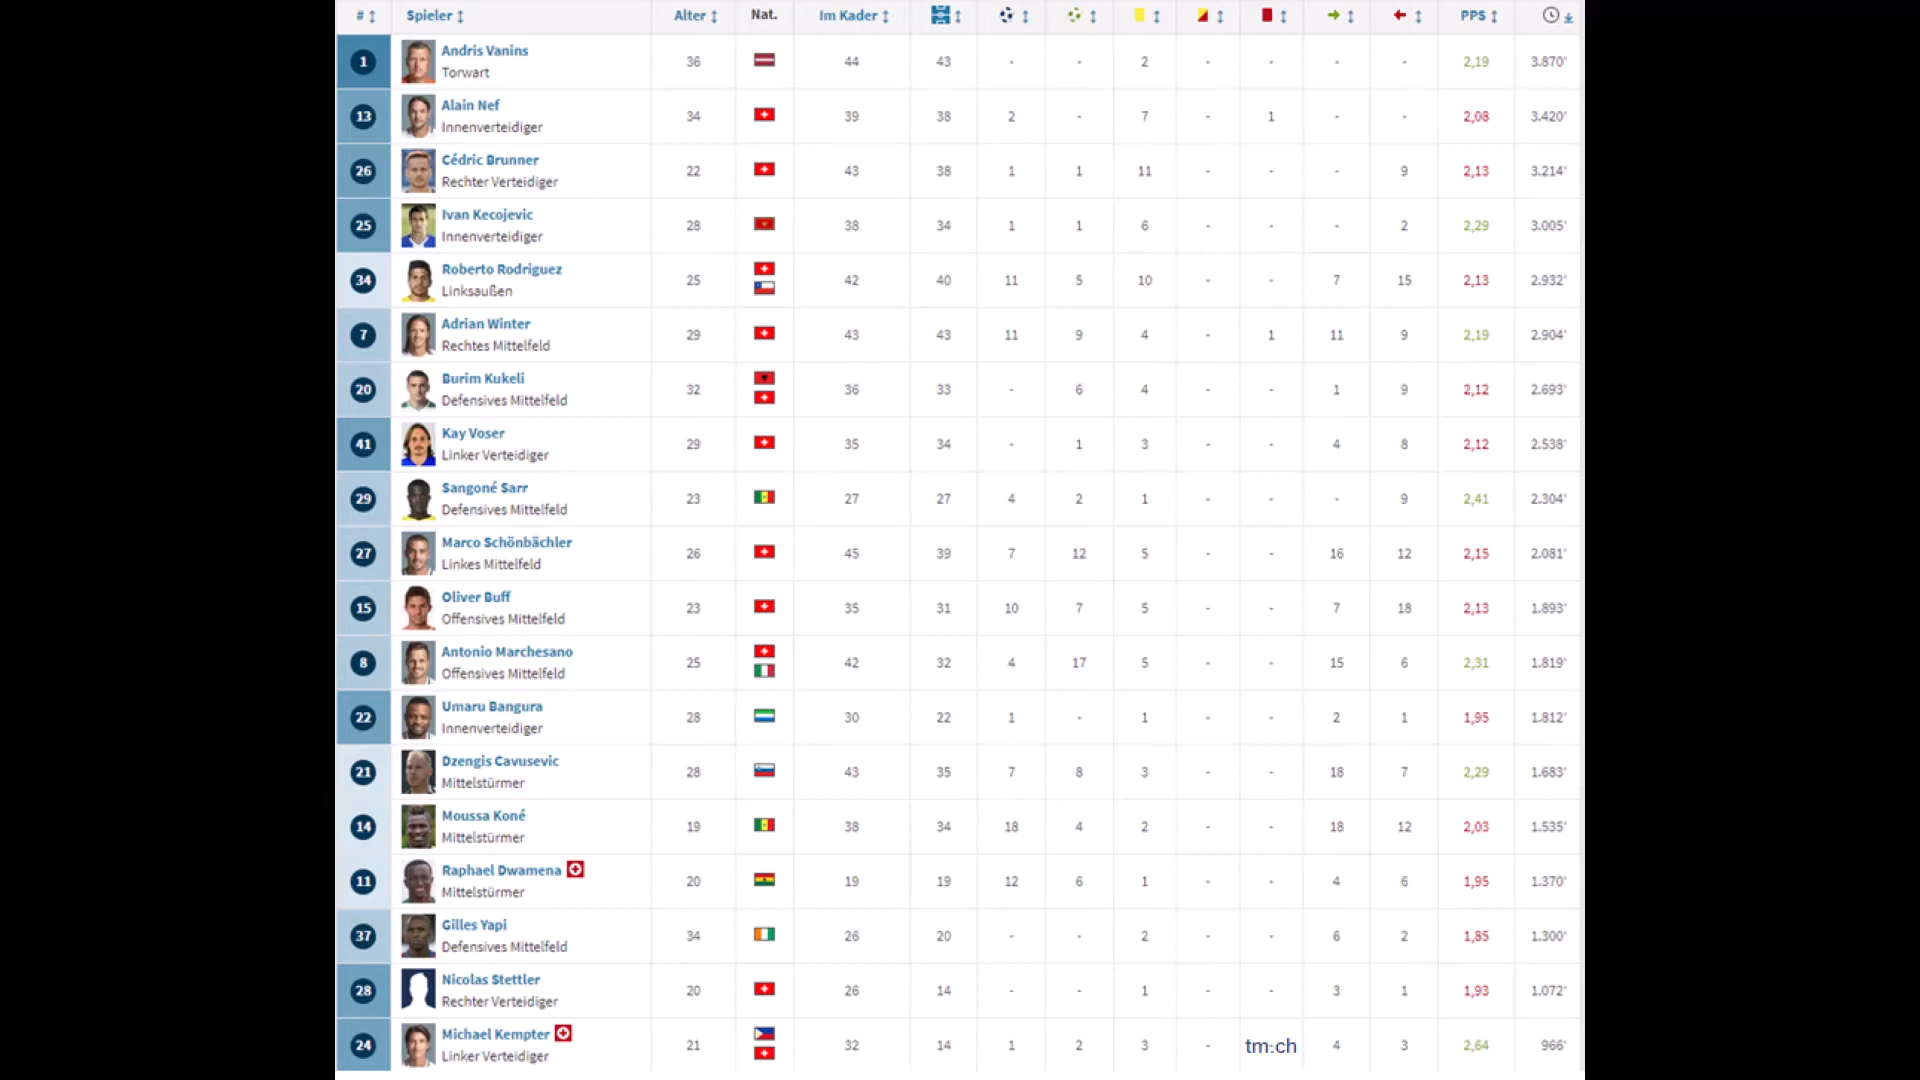 # Spieler Alter Nat. Im Kader PPS
1 Andris Vanins 36 44 43 - - 2 - - - - 2,19 3.870'
Torwart
13 Alain Nef 34 39 38 2 - 7 - 1 - - 2,08 3.420'
Innenverteidiger
26 Cédric Brunner 22 43 38 1 1 11 - - - 9 2,13 3.214'
Rechter Verteidiger
25 Ivan Kecojevic 28 38 34 1 1 6 - - - 2 2,29 3.005'
Innenverteidiger
34 Roberto Rodriguez 25 42 40 11 5 10 - - 7 15 2,13 2.932'
Linksaußen
7 Adrian Winter 29 43 43 11 9 4 - 1 11 9 2,19 2.904'
Rechtes Mittelfeld
20 Burim Kukeli 32 36 33 - 6 4 - - 1 9 2,12 2.693'
Defensives Mittelfeld
41 Kay Voser 29 35 34 - 1 3 - - 4 8 2,12 2.538'
Linker Verteidiger
29 Sangoné Sarr 23 27 27 4 2 1 - - - 9 2,41 2.304'
Defensives Mittelfeld
27 Marco Schönbächler 26 45 39 7 12 5 - - 16 12 2,15 2.081'
Linkes Mittelfeld
15 Oliver Buff 23 35 31 10 7 5 - - 7 18 2,13 1.893'
Offensives Mittelfeld
8 Antonio Marchesano 25 42 32 4 17 5 - - 15 6 2,31 1.819'
Offensives Mittelfeld
22 Umaru Bangura 28 30 22 1 - 1 - - 2 1 1,95 1.812'
Innenverteidiger
21 Dzengis Cavusevic 28 43 35 7 8 3 - - 18 7 2,29 1.683'
Mittelstürmer
14 Moussa Koné 19 38 34 18 4 2 - - 18 12 2,03 1.535'
Mittelstürmer
11 Raphael Dwamena 20 19 19 12 6 1 - - 4 6 1,95 1.370'
Mittelstürmer
37 Gilles Yapi 34 26 20 - - 2 - - 6 2 1,85 1.300'
Defensives Mittelfeld
28 Nicolas Stettler 20 26 14 - - 1 - - 3 1 1,93 1.072'
Rechter Verteidiger
24 Michael Kempter 21 32 14 1 2 3 - tm.ch 4 3 2,64 966'
Linker Verteidiger